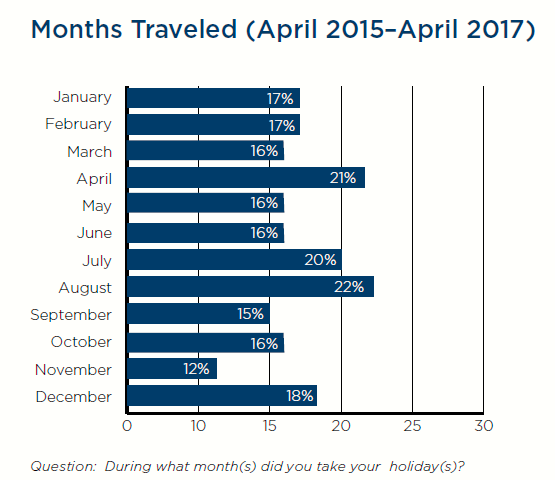 Months Traveled (April 2015–April 2017)
January 17%
February 17%
March 16%
April 21%
May 16%
June 16%
July 20%
August 22%
September 15%
October 16%
November 12%
December 18%
0 10 15 20 25 30
Question: During what month(s) did you take your holiday(s)?